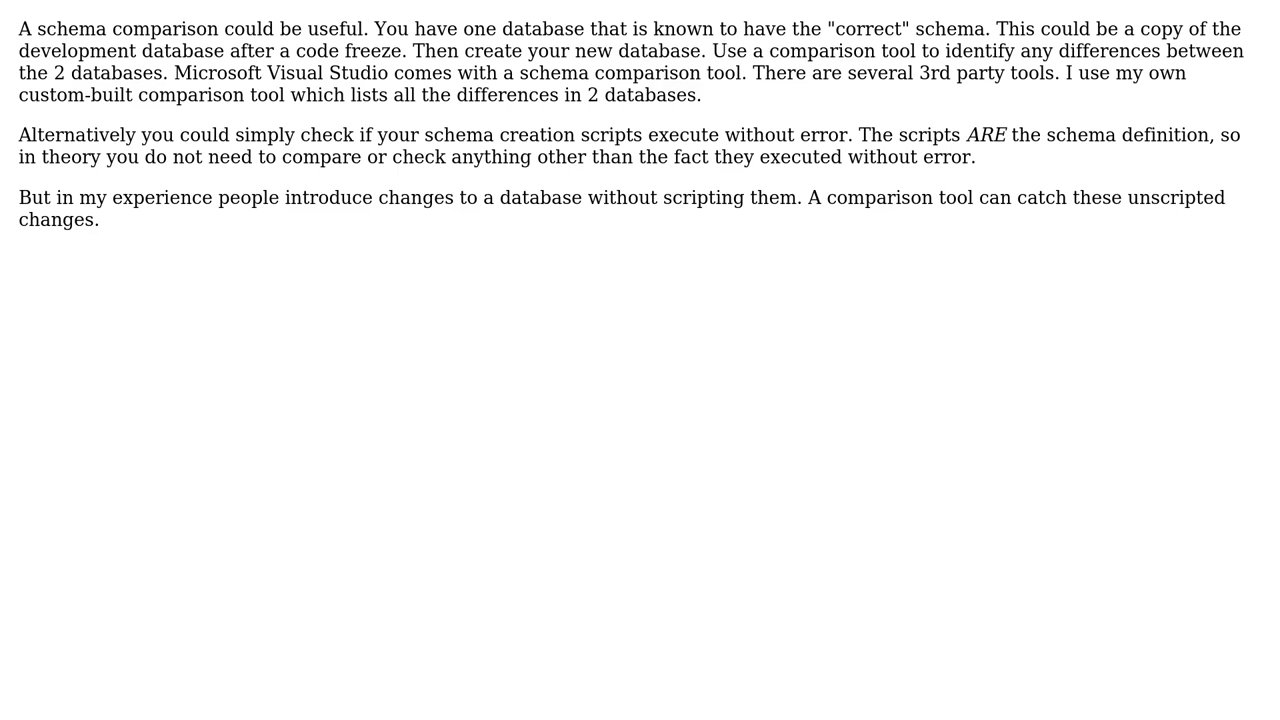 A schema comparison could be useful. You have one database that is known to have the "correct" schema. This could be a copy of the
development database after a code freeze. Then create your new database. Use a comparison tool to identify any differences between
the 2 databases. Microsoft Visual Studio comes with a schema comparison tool. There are several 3rd party tools. I use my own
custom-built comparison tool which lists all the differences in 2 databases.
Alternatively you could simply check if your schema creation scripts execute without error. The scripts ARE the schema definition, so
in theory you do not need to compare or check anything other than the fact they executed without error.
But in my experience people introduce changes to a database without scripting them. A comparison tool can catch these unscripted
changes.